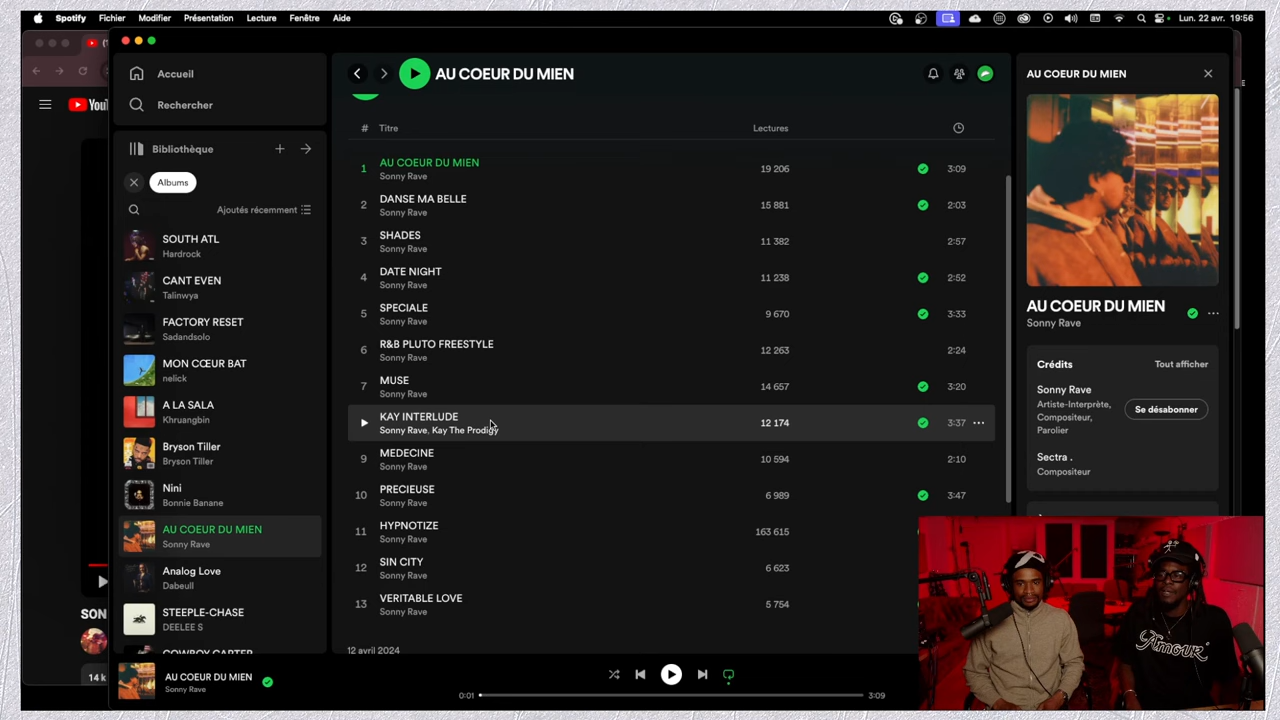 Spotify Fichier Modifier Présentation Lecture Fenêtre Aide
Lun. 22 avr. 19:56
Accueil
Rechercher
Bibliothèque
Albums
Ajoutés récemment
SOUTH ATL
Hardrock
CANT EVEN
Talinwya
FACTORY RESET
Sadandsolo
MON CŒUR BAT
nelick
A LA SALA
Khruangbin
Bryson Tiller
Bryson Tiller
Nini
Bonnie Banane
AU COEUR DU MIEN
Sonny Rave
Analog Love
Dabeull
STEEPLE-CHASE
DEELEE S
COWBOY CARTER
AU COEUR DU MIEN
# Titre Lectures
1 AU COEUR DU MIEN 19 206 3:09
Sonny Rave
2 DANSE MA BELLE 15 881 2:03
Sonny Rave
3 SHADES 11 382 2:57
Sonny Rave
4 DATE NIGHT 11 238 2:52
Sonny Rave
5 SPECIALE 9 670 3:33
Sonny Rave
6 R&B PLUTO FREESTYLE 12 263 2:24
Sonny Rave
7 MUSE 14 657 3:20
Sonny Rave
KAY INTERLUDE 12 174 3:37
Sonny Rave, Kay The Prodigy
9 MEDECINE 10 594 2:10
Sonny Rave
10 PRECIEUSE 6 989 3:47
Sonny Rave
11 HYPNOTIZE 163 615
Sonny Rave
12 SIN CITY 6 623
Sonny Rave
13 VERITABLE LOVE 5 754
Sonny Rave
12 avril 2024
AU COEUR DU MIEN
AU COEUR DU MIEN
Sonny Rave
Crédits Tout afficher
Sonny Rave
Artiste-Interprète,
Compositeur,
Parolier
Se désabonner
Sectra .
Compositeur
Amour
YouT
SON
14 k
AU COEUR DU MIEN
Sonny Rave
0:01 3:09